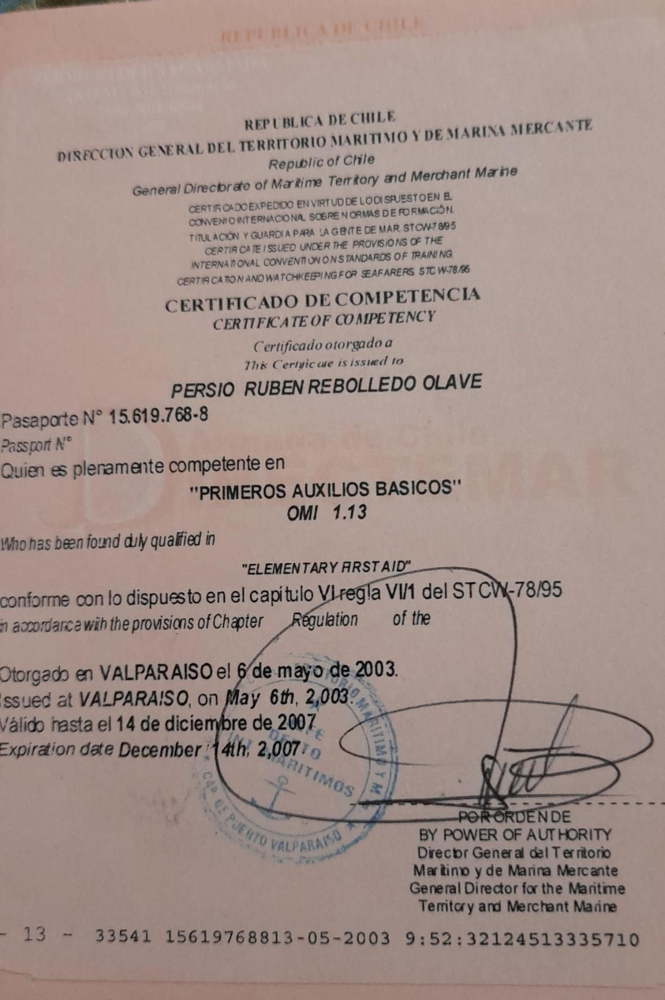 REPUBLICA DE CHILE
REPUBLICA DE CHILE
DIRECCION GENERAL DEL TERRITORIO MARITIMO Y DE MARINA MERCANTE
Republic of Chile
General Directorate of Maritime Territory and Merchant Marine
CERTIFICADO EXPEDIDO EN VIRTUD DE LO DISPUESTO EN EL
CONVENIO INTERNACIONAL SOBRE NORMAS DE FORMACIÓN.
TITULACIÓN Y GUARDIA PARA LA GENTE DE MAR. STCW-78/95
CERTIFICATE ISSUED UNDER THE PROVISIONS OF THE
INTERNATIONAL CONVENTION ON STANDARDS OF TRAINING,
CERTIFICATION AND WATCHKEEPING FOR SEAFARERS. STCW-78/95
CERTIFICADO DE COMPETENCIA
CERTIFICATE OF COMPETENCY
Certificado otorgado a
This Certificate is issued to
PERSIO RUBEN REBOLLEDO OLAVE
Pasaporte N° 15.619.768-8
Passport N°
Quien es plenamente competente en
"PRIMEROS AUXILIOS BASICOS"
OMI 1.13
Who has been found duly qualified in
"ELEMENTARY FIRST AID"
conforme con lo dispuesto en el capítulo VI regla VI/1 del STCW-78/95
in accordance with the provisions of Chapter Regulation of the
Otorgado en VALPARAISO el 6 de mayo de 2003.
Issued at VALPARAISO, on May 6th, 2,003.
Válido hasta el 14 de diciembre de 2007
Expiration date December 14th, 2,007.
TERRITORIO MARITIMO Y M
DEPTO
INT. MARITIMOS
CAP. DE PUERTO VALPARAISO
POR ORDEN DE
BY POWER OF AUTHORITY
Director General del Territorio
Marítimo y de Marina Mercante
General Director for the Maritime
Territory and Merchant Marine
- 13 - 33541 15619768813-05-2003 9:52:32124513335710